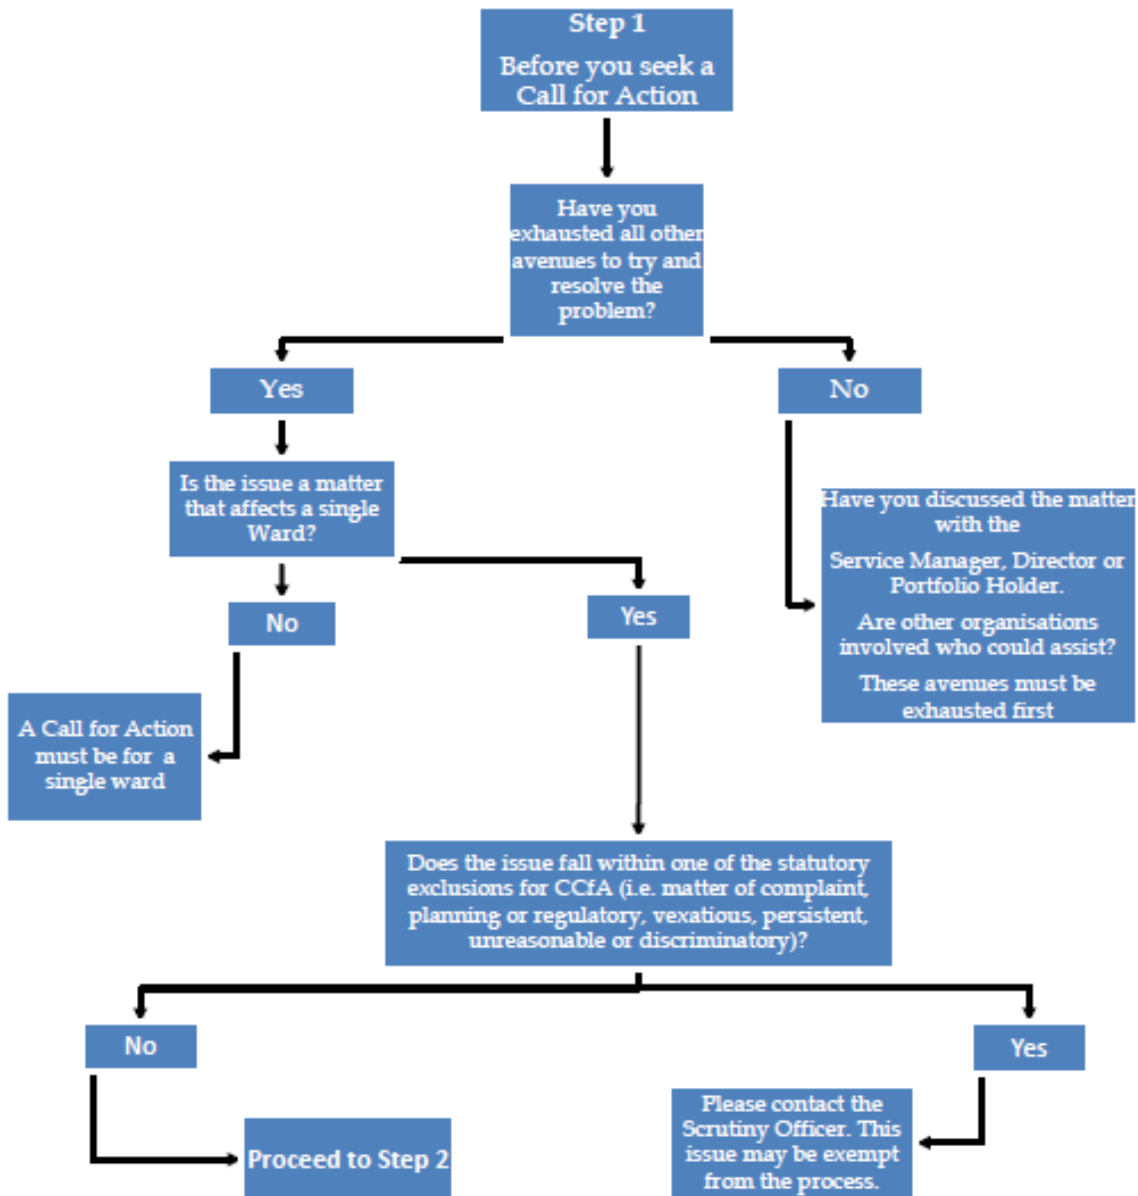 Step 1
Before you seek a
Call for Action
Have you
exhausted all other
avenues to try and
resolve the
problem?
Yes
No
Is the issue a matter
that affects a single
Ward?
Have you discussed the matter
with the
Service Manager, Director or
Portfolio Holder.
Are other organisations
involved who could assist?
These avenues must be
exhausted first
No
Yes
A Call for Action
must be for a
single ward
Does the issue fall within one of the statutory
exclusions for CCfA (i.e. matter of complaint,
planning or regulatory, vexatious, persistent,
unreasonable or discriminatory)?
No
Yes
Proceed to Step 2
Please contact the
Scrutiny Officer. This
issue may be exempt
from the process.